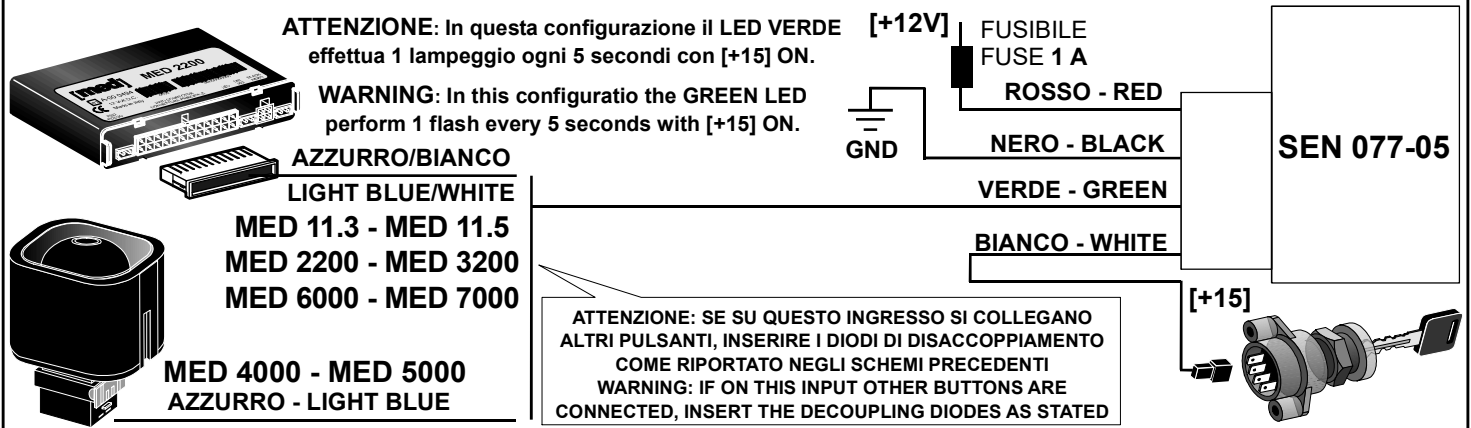 ATTENZIONE: In questa configurazione il LED VERDE
effettua 1 lampeggio ogni 5 secondi con [+15] ON.
WARNING: In this configuratio the GREEN LED
perform 1 flash every 5 seconds with [+15] ON.
[med] MED 2200
AZZURRO/BIANCO
LIGHT BLUE/WHITE
MED 11.3 - MED 11.5
MED 2200 - MED 3200
MED 6000 - MED 7000
MED 4000 - MED 5000
AZZURRO - LIGHT BLUE
[+12V]
FUSIBILE
FUSE 1 A
GND
ROSSO - RED
NERO - BLACK
VERDE - GREEN
BIANCO - WHITE
SEN 077-05
[+15]
ATTENZIONE: SE SU QUESTO INGRESSO SI COLLEGANO
ALTRI PULSANTI, INSERIRE I DIODI DI DISACCOPPIAMENTO
COME RIPORTATO NEGLI SCHEMI PRECEDENTI
WARNING: IF ON THIS INPUT OTHER BUTTONS ARE
CONNECTED, INSERT THE DECOUPLING DIODES AS STATED